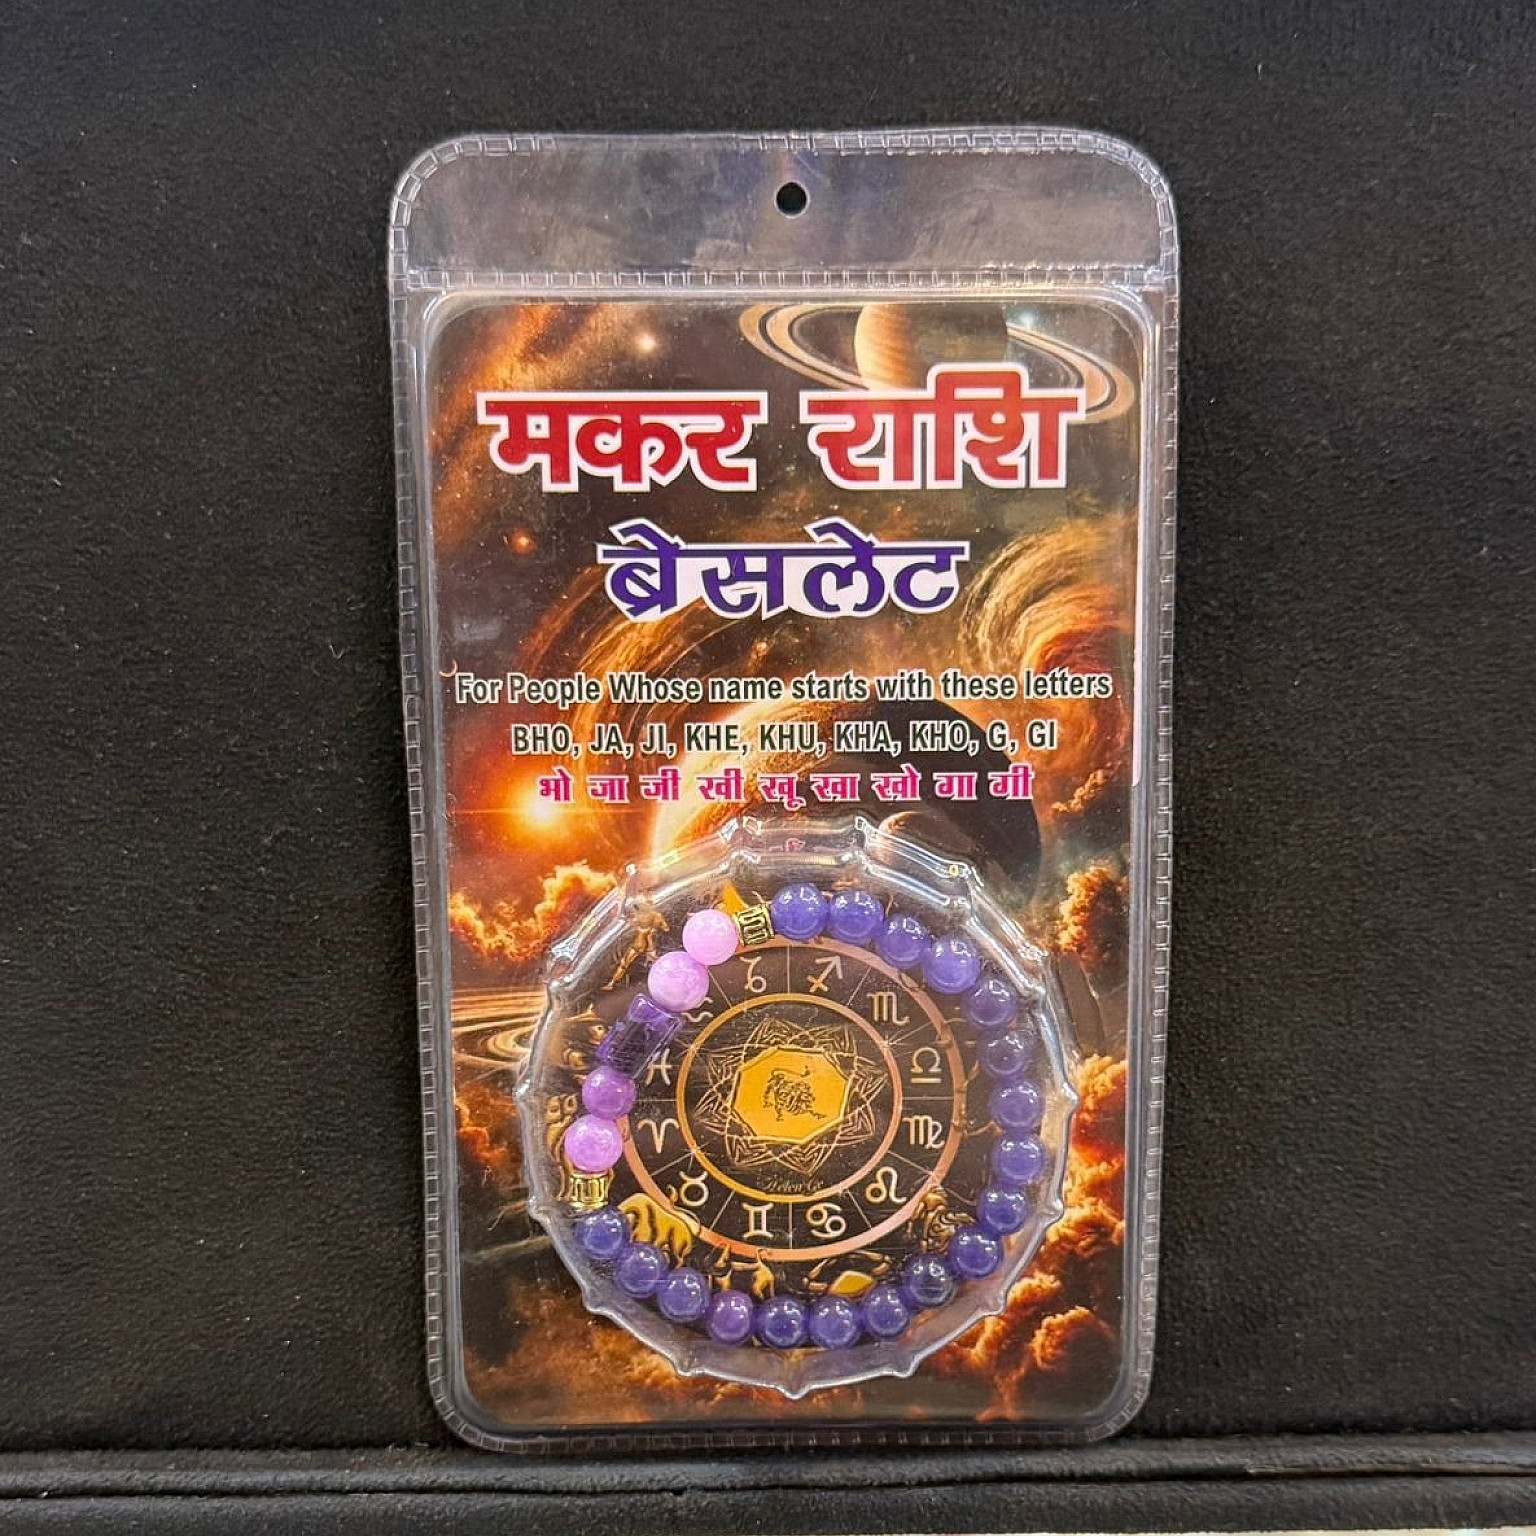 मकर राशि
ब्रेसलेट
For People Whose name starts with these letters
BHO, JA, JI, KHE, KHU, KHA, KHO, G, GI
भो जा जी खी खू खा खो गा गी